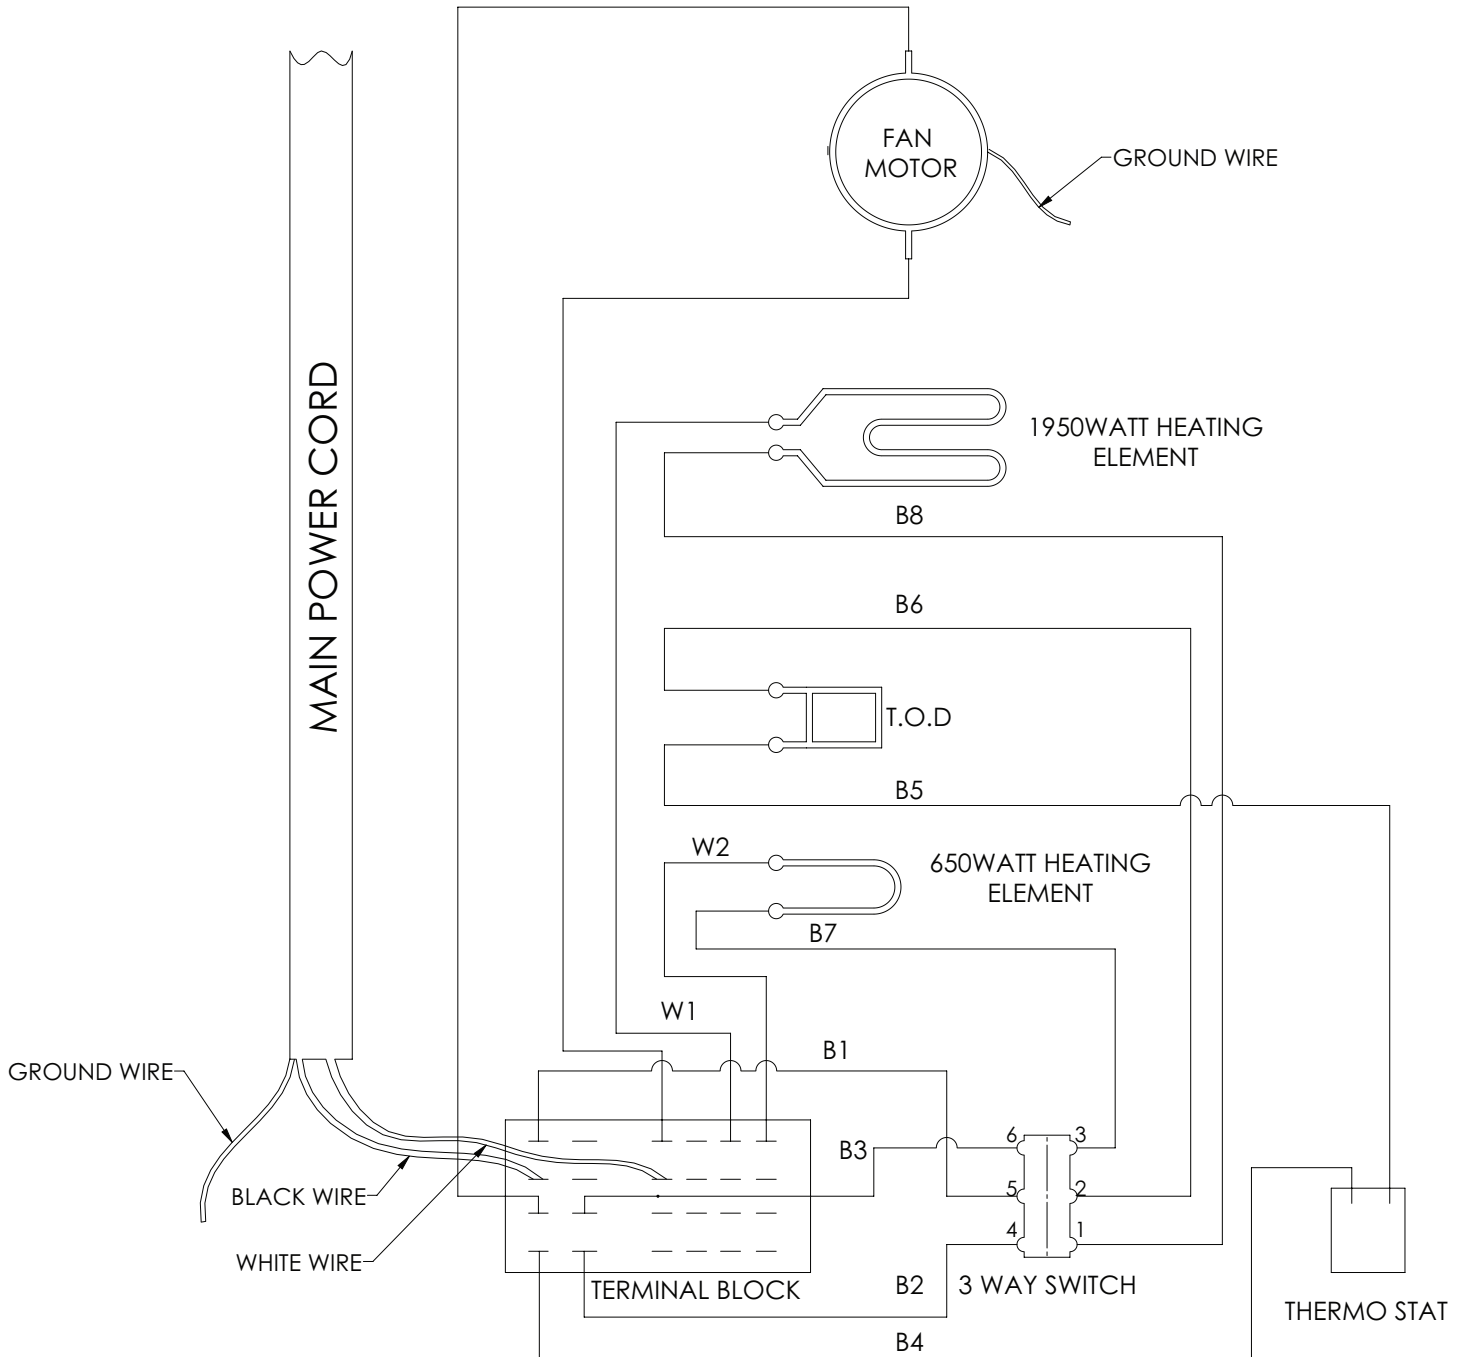 FAN
MOTOR
GROUND WIRE
MAIN POWER CORD
1950WATT HEATING
ELEMENT
B8
B6
T.O.D
B5
W2
650WATT HEATING
ELEMENT
B7
W1
B1
GROUND WIRE
6 3
B3
BLACK WIRE
5 2
4 1
WHITE WIRE
TERMINAL BLOCK
B2
3 WAY SWITCH
THERMO STAT
B4